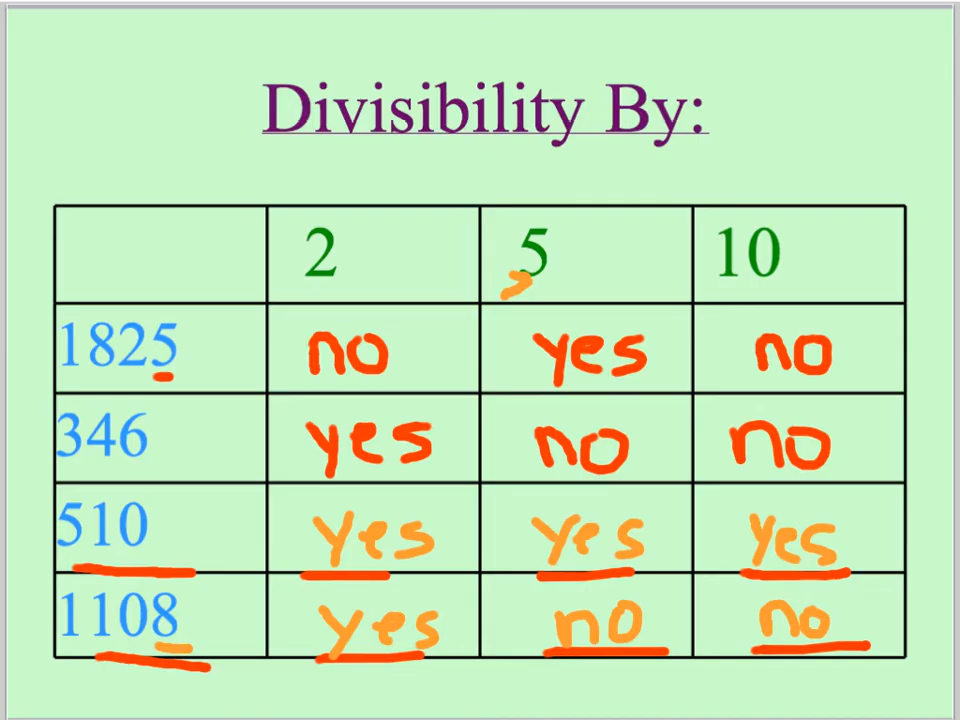 Divisibility By:
2 5 10
1825 no yes no
346 yes no no
510 yes yes yes
1108 yes no no